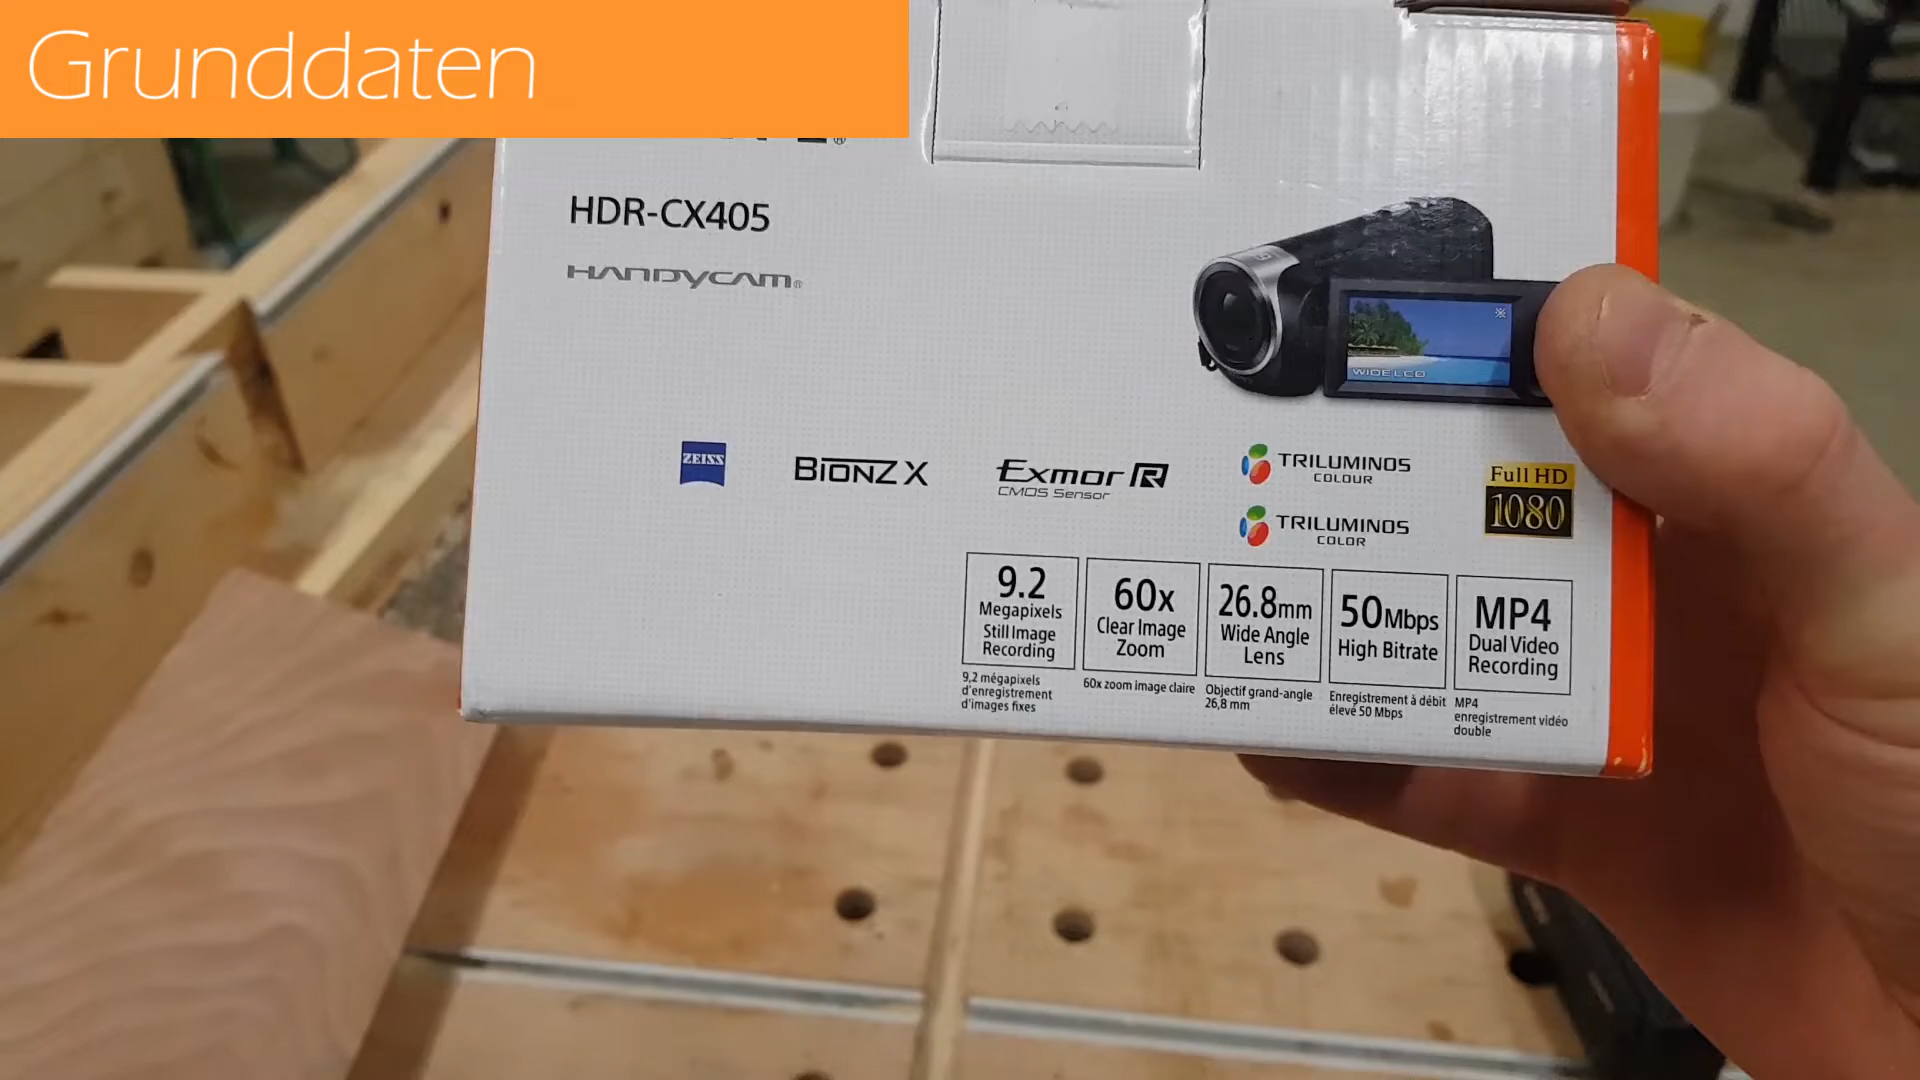 Grunddaten
HDR-CX405
HANDYCAM®
ZEISS
BIONZ X
Exmor R
CMOS Sensor
TRILUMINOS
COLOUR
TRILUMINOS
COLOR
Full HD
1080
WIDE LCD
9.2
Megapixels
Still Image
Recording
9,2 mégapixels
d'enregistrement
d'images fixes
60x
Clear Image
Zoom
60x zoom image claire
26.8mm
Wide Angle
Lens
Objectif grand-angle
26,8 mm
50Mbps
High Bitrate
Enregistrement à débit
élevé 50 Mbps
MP4
Dual Video
Recording
MP4
enregistrement vidéo
double